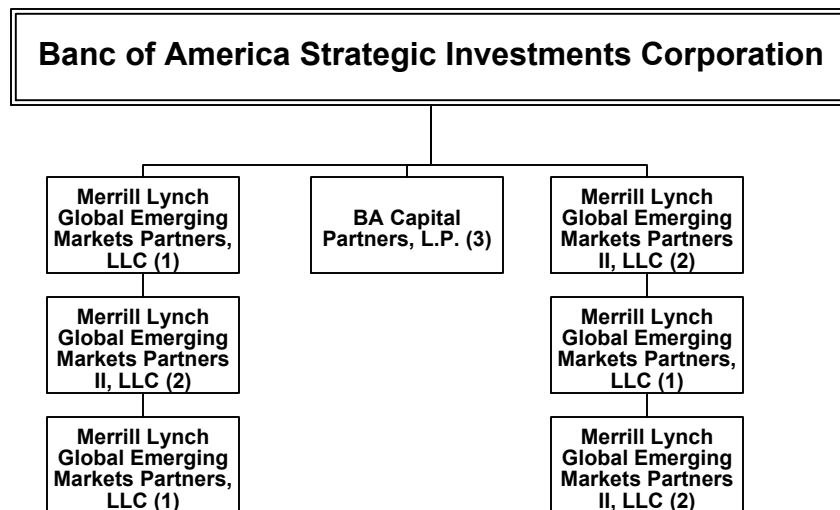 Banc of America Strategic Investments Corporation
Merrill Lynch
Global Emerging
Markets Partners,
LLC (1)
BA Capital
Partners, L.P. (3)
Merrill Lynch
Global Emerging
Markets Partners
II, LLC (2)
Merrill Lynch
Global Emerging
Markets Partners
II, LLC (2)
Merrill Lynch
Global Emerging
Markets Partners,
LLC (1)
Merrill Lynch
Global Emerging
Markets Partners,
LLC (1)
Merrill Lynch
Global Emerging
Markets Partners
II, LLC (2)